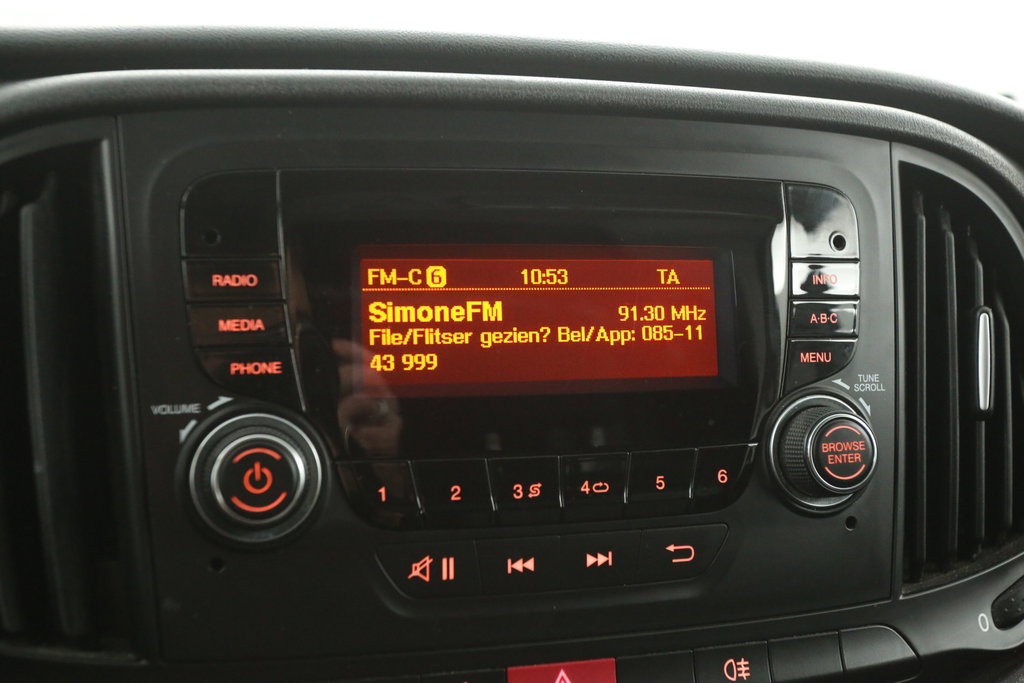 FM-C 6 10:53 TA
SimoneFM 91.30 MHz
File/Flitser gezien? Bel/App: 085-11
43 999
RADIO
MEDIA
PHONE
VOLUME
INFO
A·B·C
MENU
TUNE
SCROLL
BROWSE
ENTER
1 2 3 4 5 6
0